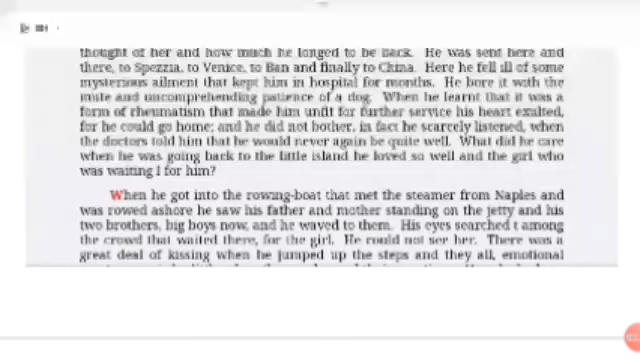 thought of her and how much he longed to be back. He was sent here and
there, to Spezzia, to Venice, to Ban and finally to China. Here he fell ill of some
mysterious ailment that kept him in hospital for months. He bore it with the
mute and uncomprehending patience of a dog. When he learnt that it was a
form of rheumatism that made him unfit for further service his heart exalted,
for he could go home; and he did not bother, in fact he scarcely listened, when
the doctors told him that he would never again be quite well. What did he care
when he was going back to the little island he loved so well and the girl who
was waiting l for him?
When he got into the rowing-boat that met the steamer from Naples and
was rowed ashore he saw his father and mother standing on the jetty and his
two brothers, big boys now, and he waved to them. His eyes searched t among
the crowd that waited there, for the girl. He could not see her. There was a
great deal of kissing when he jumped up the steps and they all, emotional